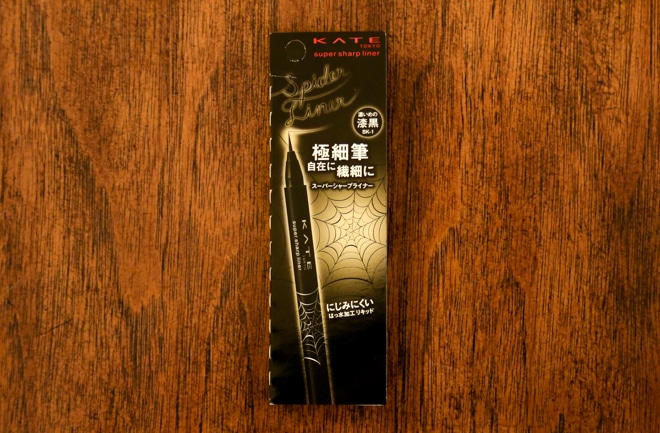 KATE
TOKYO
super sharp liner
Spider
Liner
濃いめの
漆黒
BK-1
極細筆
自在に繊細に
スーパーシャープライナー
KATE
super sharp liner
にじみにくい
はっ水加工リキッド